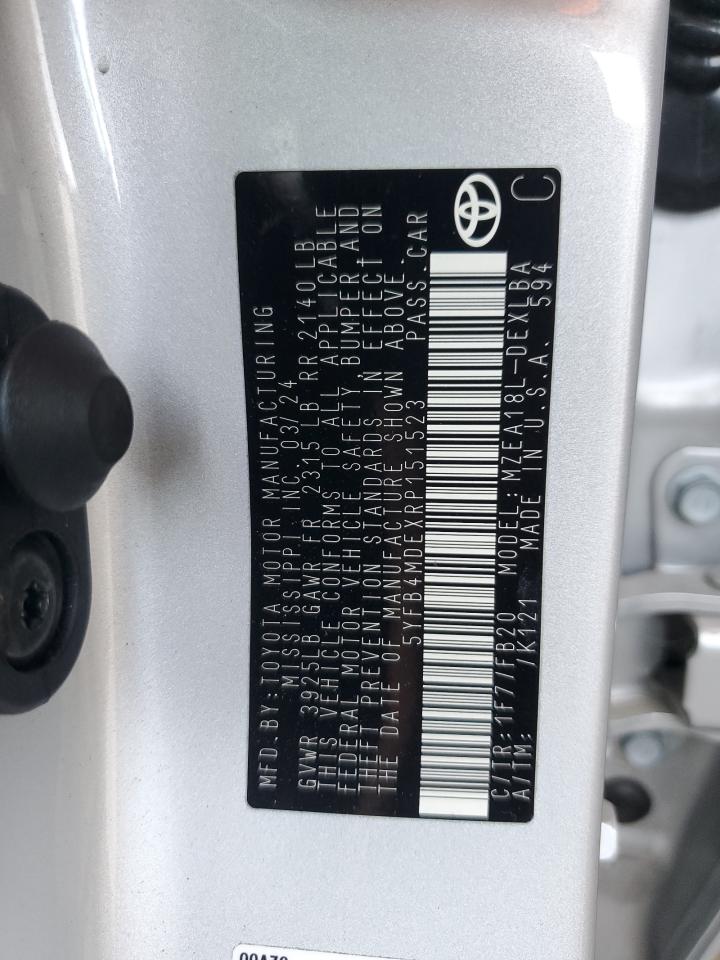 MFD.BY:TOYOTA MOTOR MANUFACTURING
MISSISSIPPI INC.03/24
GVWR 3925LB GAWR FR 2315 LB RR 2140LB
THIS VEHICLE CONFORMS TO ALL APPLICABLE
FEDERAL MOTOR VEHICLE SAFETY,BUMPER,AND
THEFT PREVENTION STANDARDS IN EFFECT ON
THE DATE OF MANUFACTURE SHOWN ABOVE.
5YFB4MDEXRP151523 PASS.CAR
C/TR:1F7/FB20 MODEL:MZEA18L-DEXLBA
A/TM: /K121 MADE IN U.S.A. 594
C